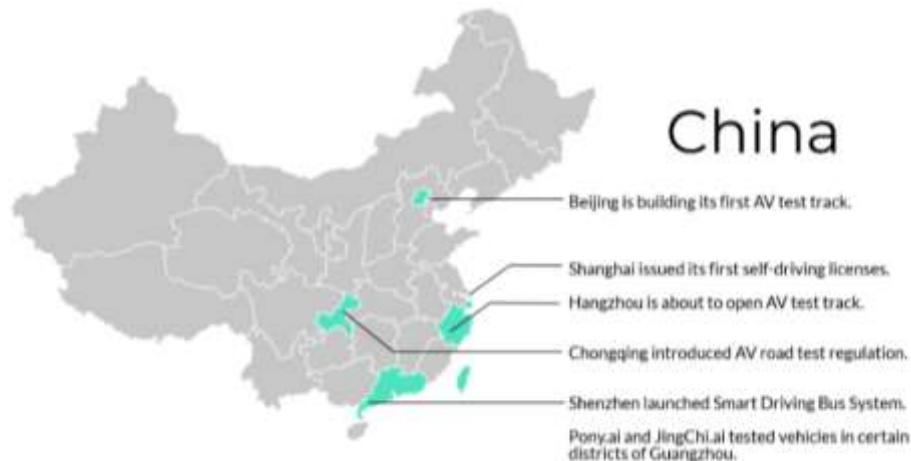 China
Beijing is building its first AV test track.
Shanghai issued its first self-driving licenses.
Hangzhou is about to open AV test track.
Chongqing introduced AV road test regulation.
Shenzhen launched Smart Driving Bus System.
Pony.ai and JingChi.ai tested vehicles in certain
districts of Guangzhou.